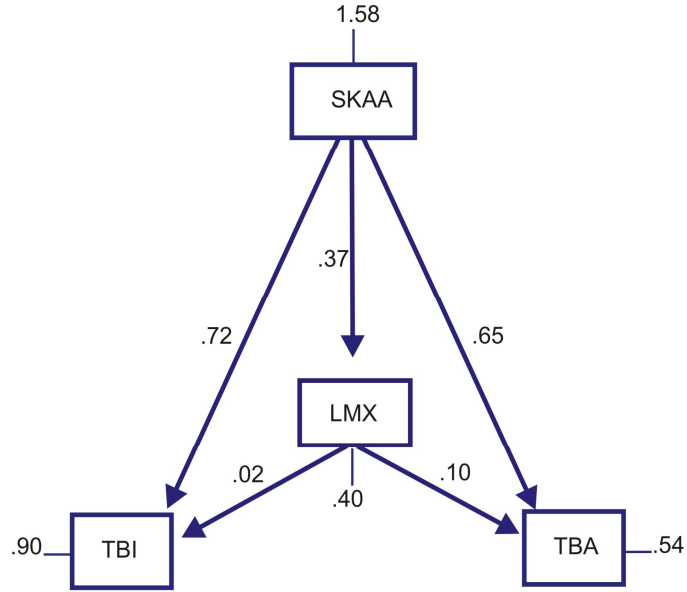 1.58
SKAA
.37
.72
.65
LMX
.02
.10
.40
.90
TBI
TBA
.54